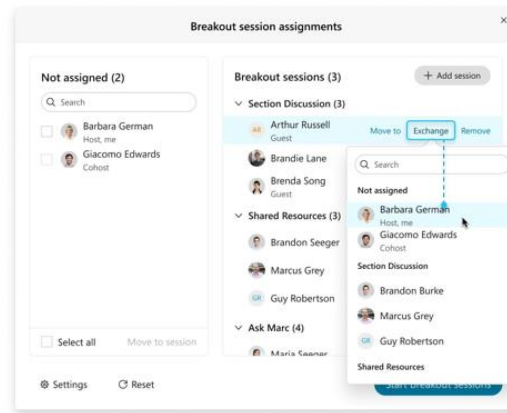 Breakout session assignments
Not assigned (2)
Search
Barbara German
Host, me
Giacomo Edwards
Cohost
Select all
Move to session
Breakout sessions (3)
+ Add session
Section Discussion (3)
AR
Arthur Russell
Guest
Move to
Exchange
Remove
Brandie Lane
Brenda Song
Guest
Shared Resources (3)
Brandon Seeger
Marcus Grey
GR
Guy Robertson
Ask Marc (4)
Maria Seeger
Search
Not assigned
Barbara German
Host, me
Giacomo Edwards
Cohost
Section Discussion
Brandon Burke
Marcus Grey
GR
Guy Robertson
Shared Resources
Settings
Reset
Start Breakout Sessions